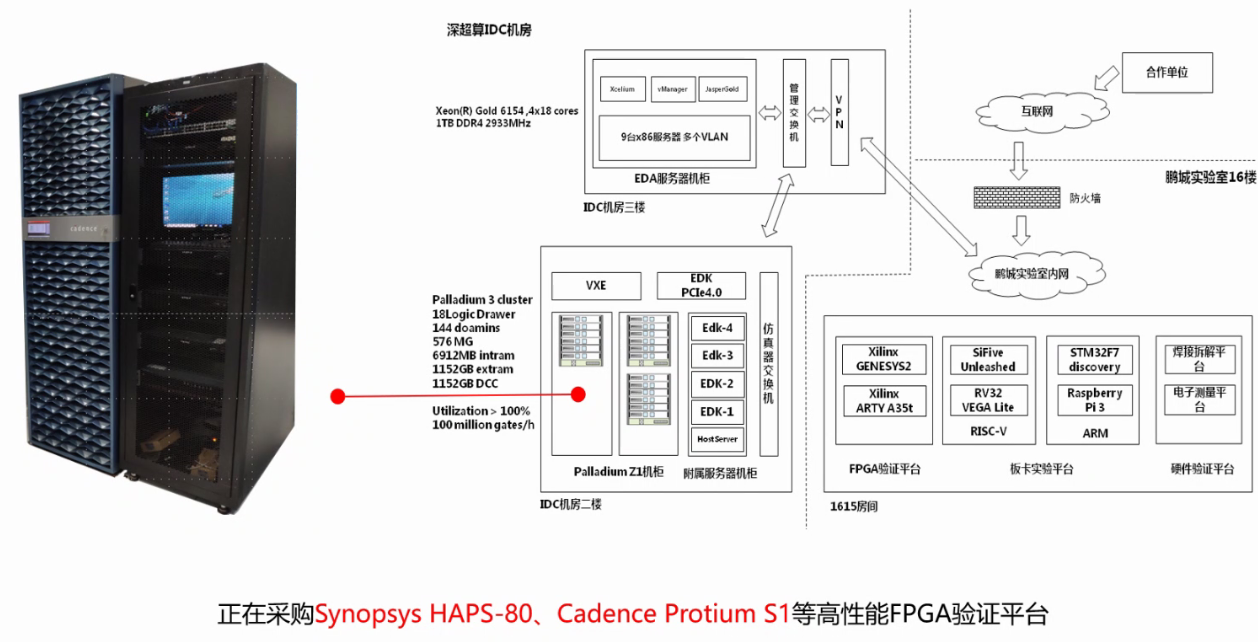 深超算IDC机房
合作单位
互联网
鹏城实验室16楼
防火墙
鹏城实验室内网
Xeon(R) Gold 6154 ,4x18 cores
1TB DDR4 2933MHz
Xcelium
vManager
JasperGold
9台x86服务器 多个VLAN
EDA服务器机柜
管理交换机
VPN
IDC机房三楼
cadence
Palladium 3 cluster
18Logic Drawer
144 doamins
576 MG
6912MB intram
1152GB extram
1152GB DCC
Utilization > 100%
100 million gates/h
VXE
EDK
PCIe4.0
Edk-4
Edk-3
EDK-2
EDK-1
HostServer
仿真器交换机
Palladium Z1机柜
附属服务器机柜
IDC机房二楼
Xilinx
GENESYS2
Xilinx
ARTY A35t
FPGA验证平台
SiFive
Unleashed
RV32
VEGA Lite
RISC-V
STM32F7
discovery
Raspberry
Pi 3
ARM
板卡实验平台
焊接拆解平
台
电子测量平
台
硬件验证平台
1615房间
正在采购Synopsys HAPS-80、Cadence Protium S1等高性能FPGA验证平台